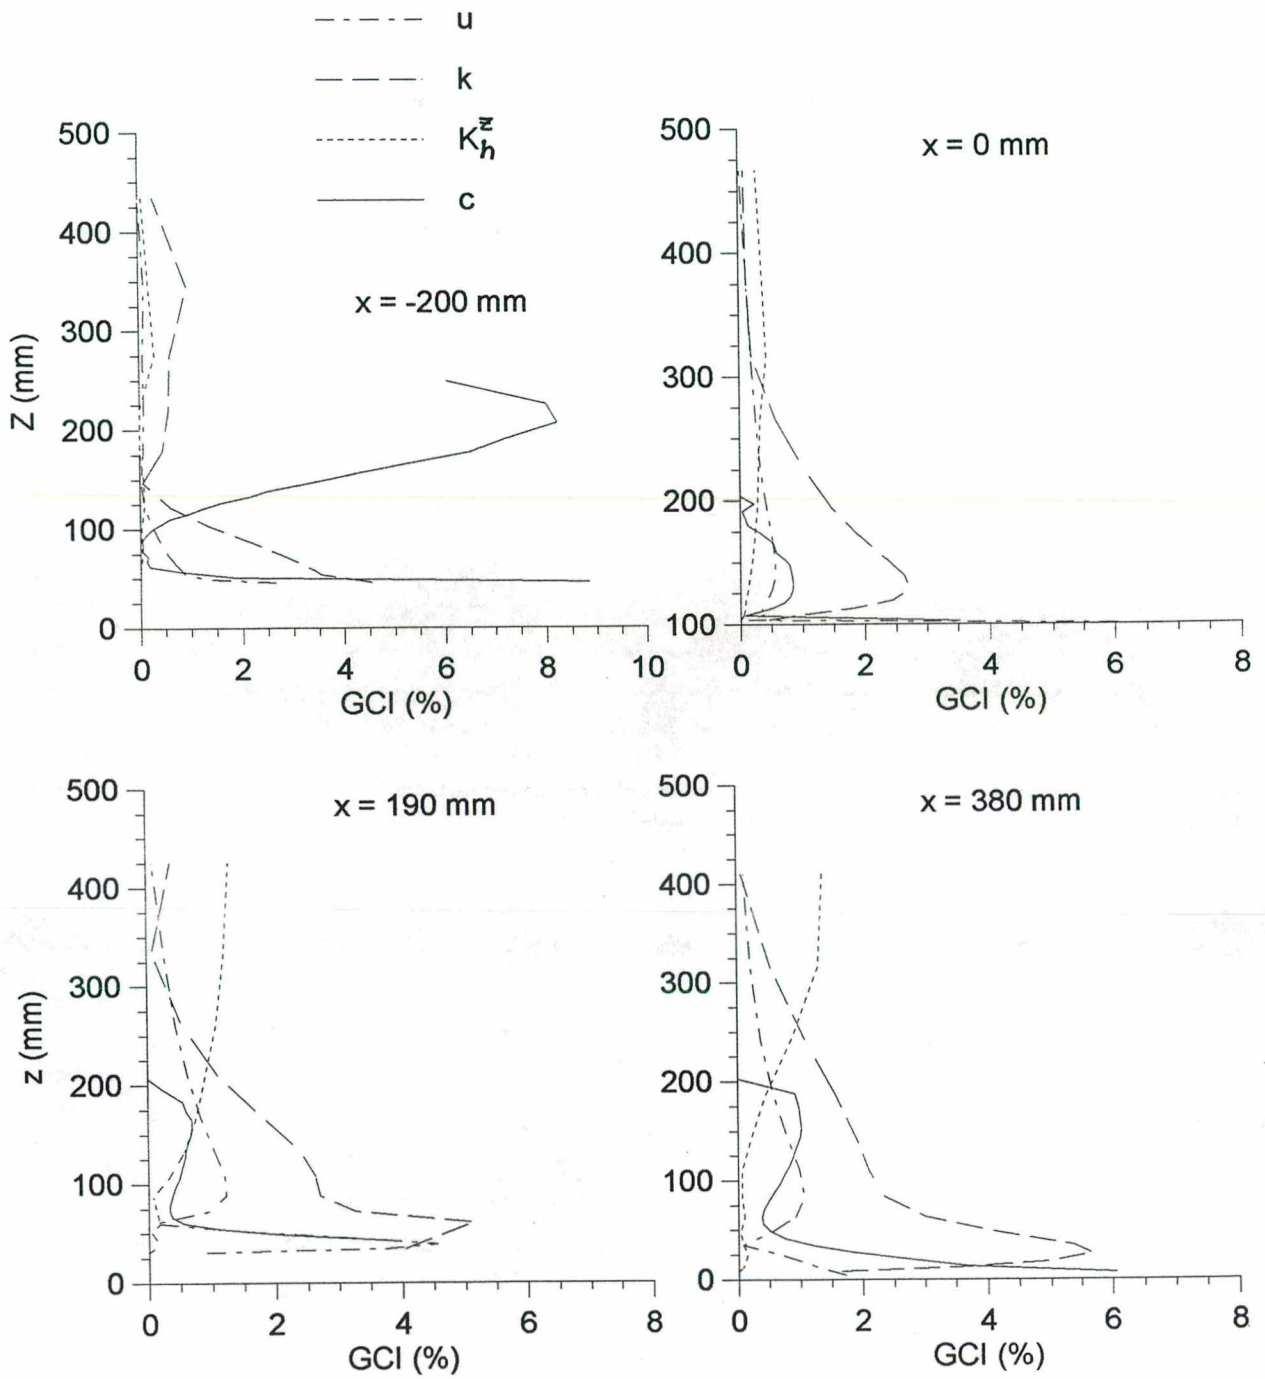 u
k
K_h^z̄
c
500
400
300
200
100
0
Z (mm)
x = -200 mm
0 2 4 6 8 10
GCI (%)
500
400
300
200
100
x = 0 mm
0 2 4 6 8
GCI (%)
500
400
300
200
100
0
z (mm)
x = 190 mm
0 2 4 6 8
GCI (%)
500
400
300
200
100
0
x = 380 mm
0 2 4 6 8
GCI (%)